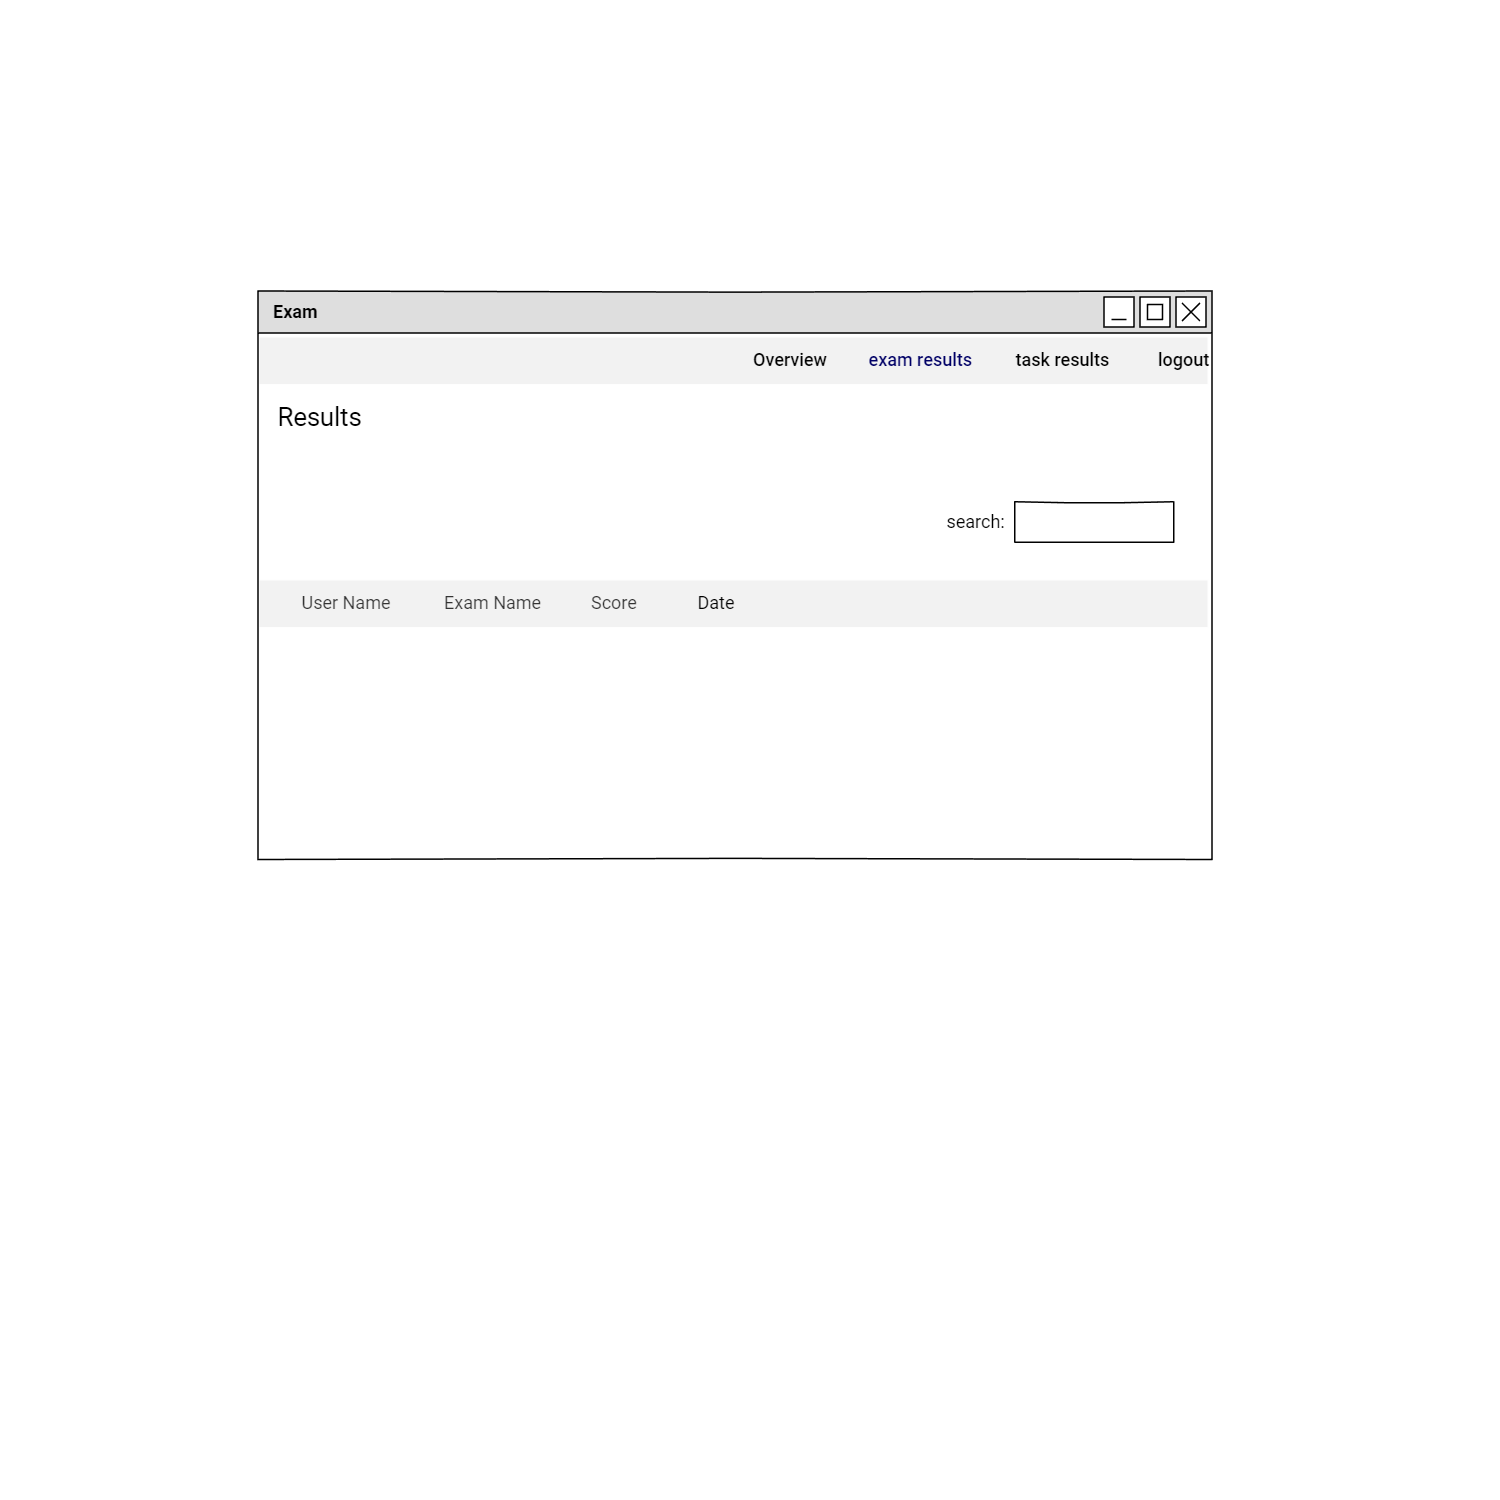 Exam
Overview exam results task results logout
Results
search:
User Name Exam Name Score Date